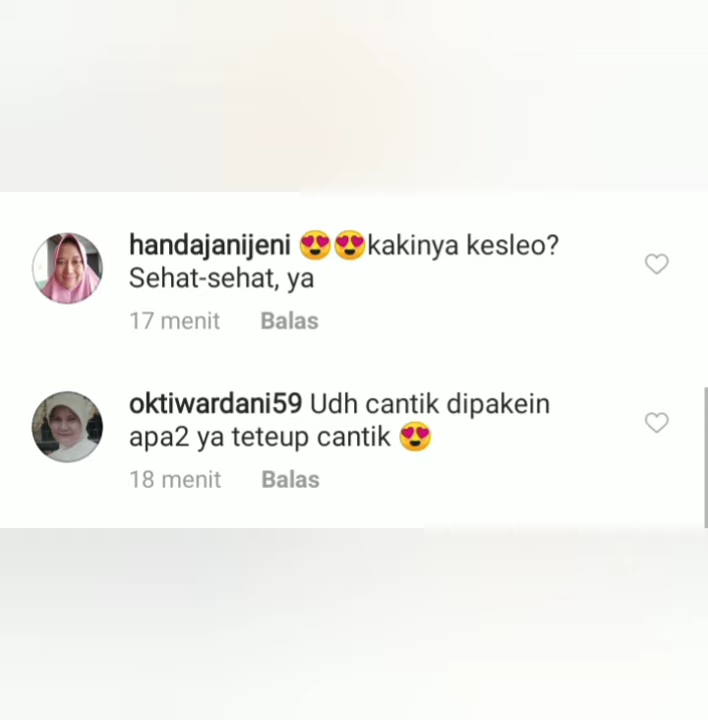 handajanijeni 😍😍kakinya kesleo?
Sehat-sehat, ya
17 menit Balas
oktiwardani59 Udh cantik dipakein
apa2 ya teteup cantik 😍
18 menit Balas